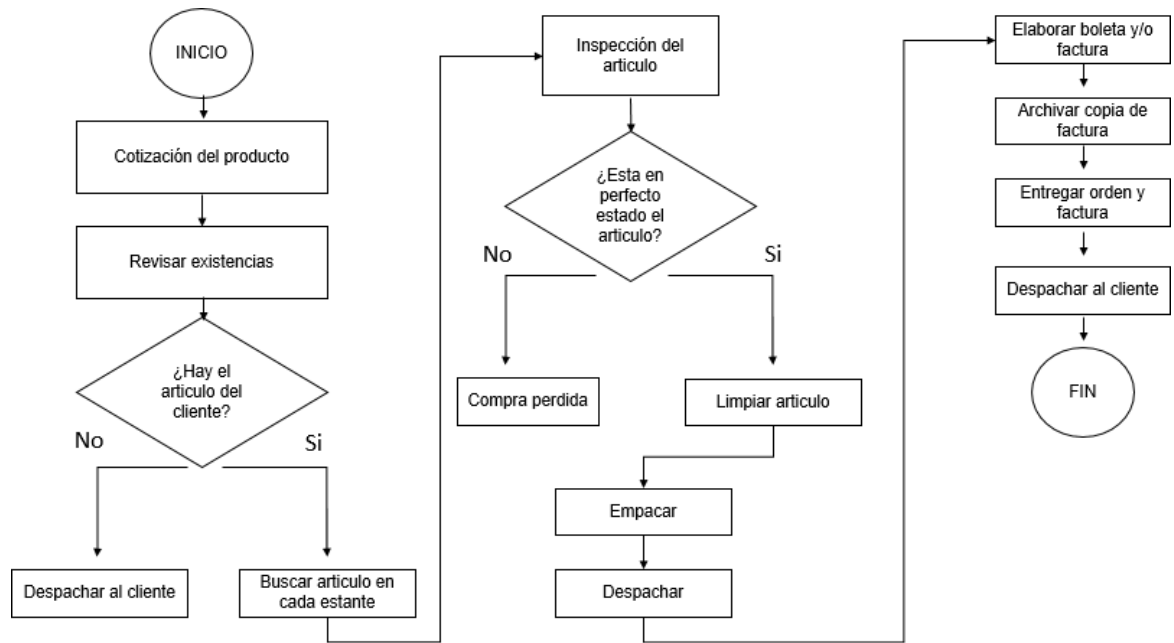 INICIO
Cotización del producto
Revisar existencias
¿Hay el
articulo del
cliente?
No
Si
Despachar al cliente
Buscar articulo en
cada estante
Inspección del
articulo
¿Esta en
perfecto
estado el
articulo?
No
Si
Compra perdida
Limpiar articulo
Empacar
Despachar
Elaborar boleta y/o
factura
Archivar copia de
factura
Entregar orden y
factura
Despachar al cliente
FIN